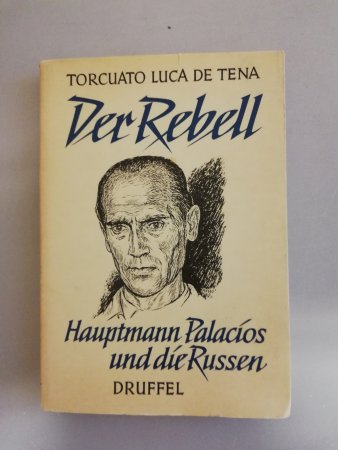 TORCUATO LUCA DE TENA
Der Rebell
Hauptmann Palacios
und die Russen
DRUFFEL